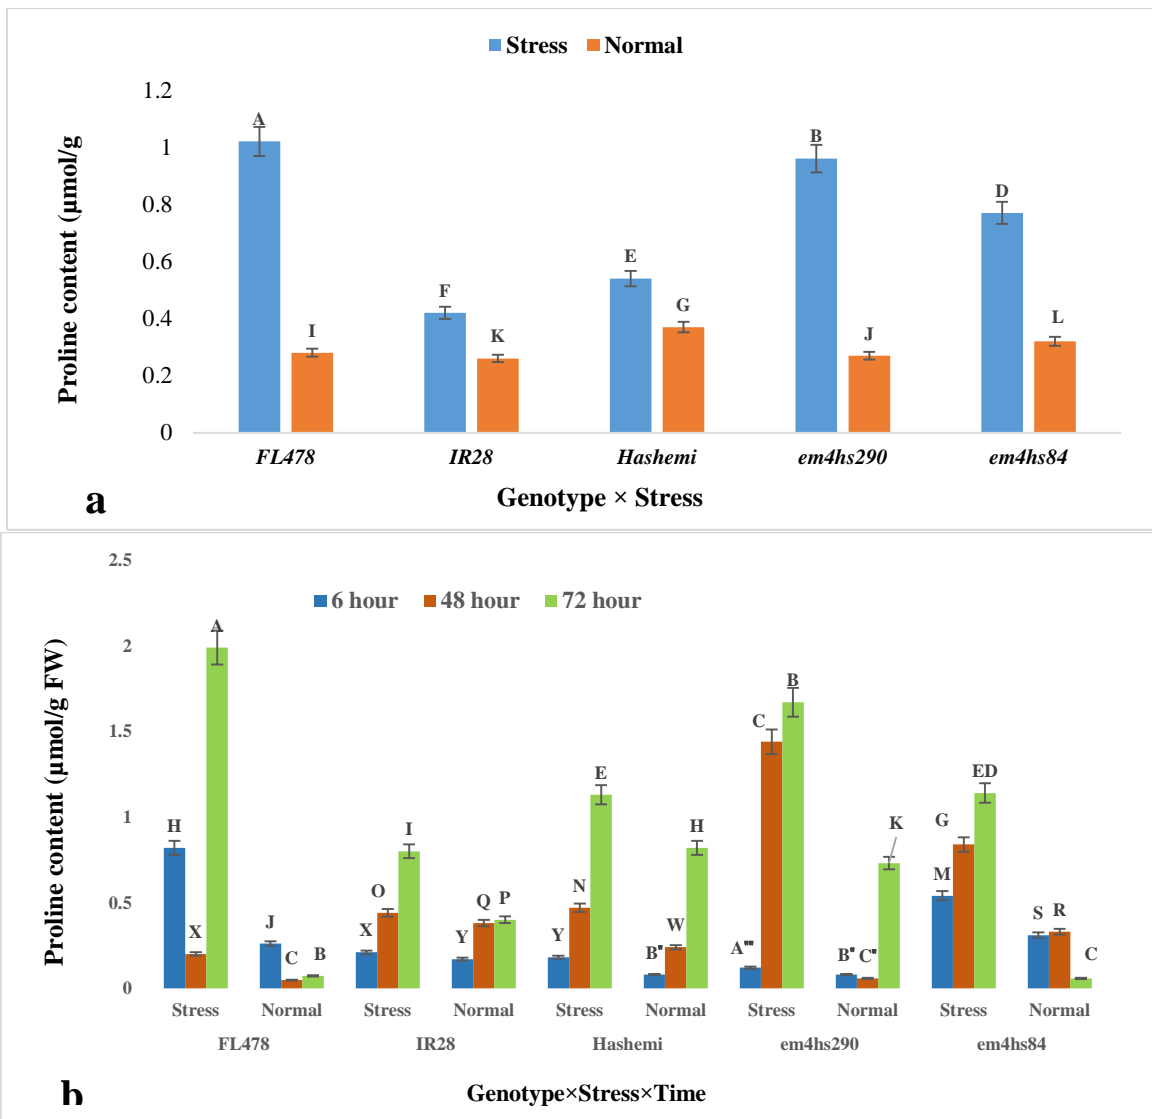 Stress Normal
Proline content (µmol/g
1.2
1
0.8
0.6
0.4
0.2
0
A
I
F
K
E
G
B
J
D
L
FL478 IR28 Hashemi em4hs290 em4hs84
Genotype × Stress
a
2.5
2
1.5
1
0.5
0
6 hour 48 hour 72 hour
Proline content (µmol/g FW)
H X A
J C B
X O I
Y Q P
Y N E
B" W H
A"" C B
B" C" K
M G ED
S R C
Stress Normal Stress Normal Stress Normal Stress Normal Stress Normal
FL478 IR28 Hashemi em4hs290 em4hs84
Genotype×Stress×Time
b